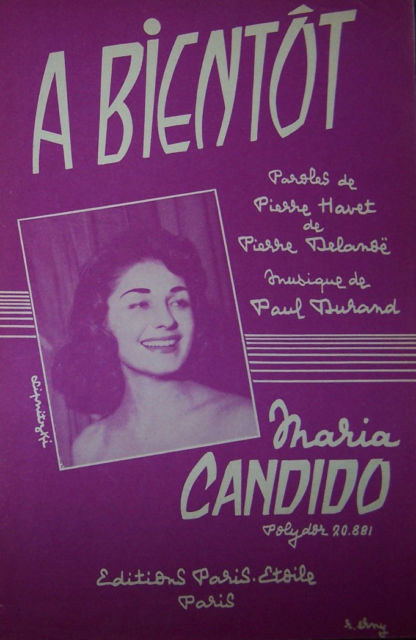 A BIENTÔT
Paroles de
Pierre Havet
de
Pierre Delanoë
musique de
Paul Durand
Maria
CANDIDO
Polydor 20.881
Editions Paris-Etoile
Paris